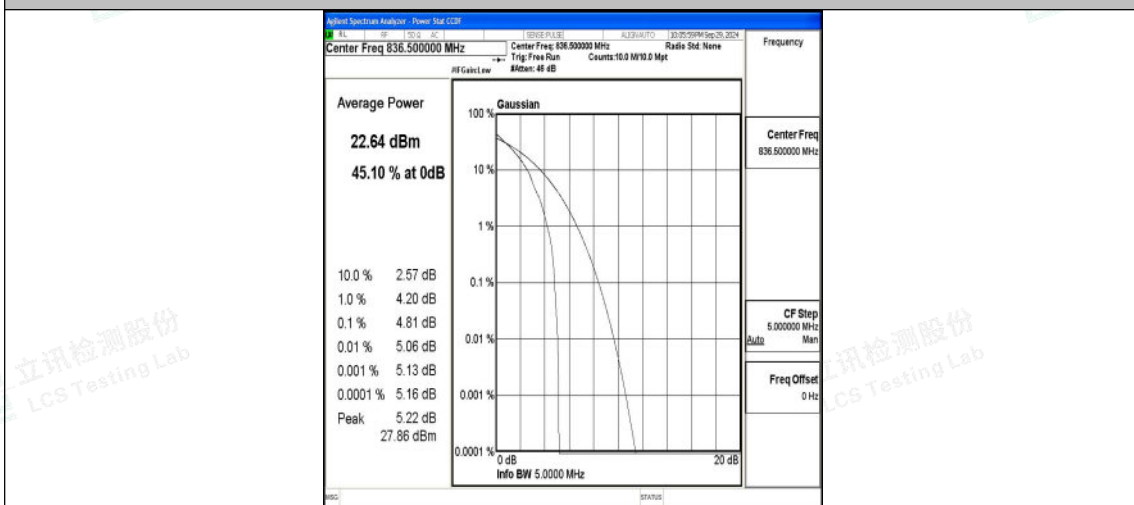 Agilent Spectrum Analyzer - Power Stat CCDF
RL RF 50 Ω AC SENSE:PULSE ALIGNAUTO 10:05:59PM Sep 29, 2024
Center Freq 836.500000 MHz
Center Freq: 836.500000 MHz
Radio Std: None
Trig: Free Run
Counts:10.0 M/10.0 Mpt
#IFGain:Low
#Atten: 46 dB
Frequency
Average Power
22.64 dBm
45.10 % at 0dB
10.0 % 2.57 dB
1.0 % 4.20 dB
0.1 % 4.81 dB
0.01 % 5.06 dB
0.001 % 5.13 dB
0.0001 % 5.16 dB
Peak 5.22 dB
27.86 dBm
Gaussian
100 %
10 %
1 %
0.1 %
0.01 %
0.001 %
0.0001 %
0 dB
20 dB
Info BW 5.0000 MHz
Center Freq
836.500000 MHz
CF Step
5.000000 MHz
Auto Man
Freq Offset
0 Hz
MSG
STATUS
立讯检测股份
LCS Testing Lab
立讯检测股份
LCS Testing Lab